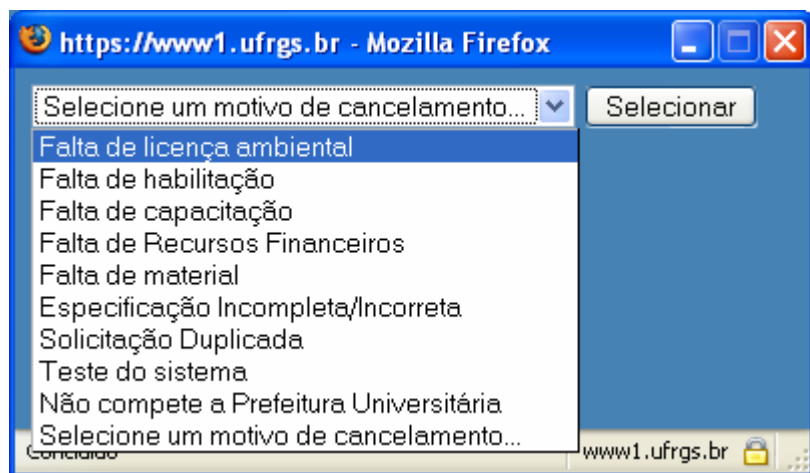 https://www1.ufrgs.br - Mozilla Firefox
Selecione um motivo de cancelamento... Selecionar
Falta de licença ambiental
Falta de habilitação
Falta de capacitação
Falta de Recursos Financeiros
Falta de material
Especificação Incompleta/Incorreta
Solicitação Duplicada
Teste do sistema
Não compete a Prefeitura Universitária
Selecione um motivo de cancelamento...
Concluído www1.ufrgs.br